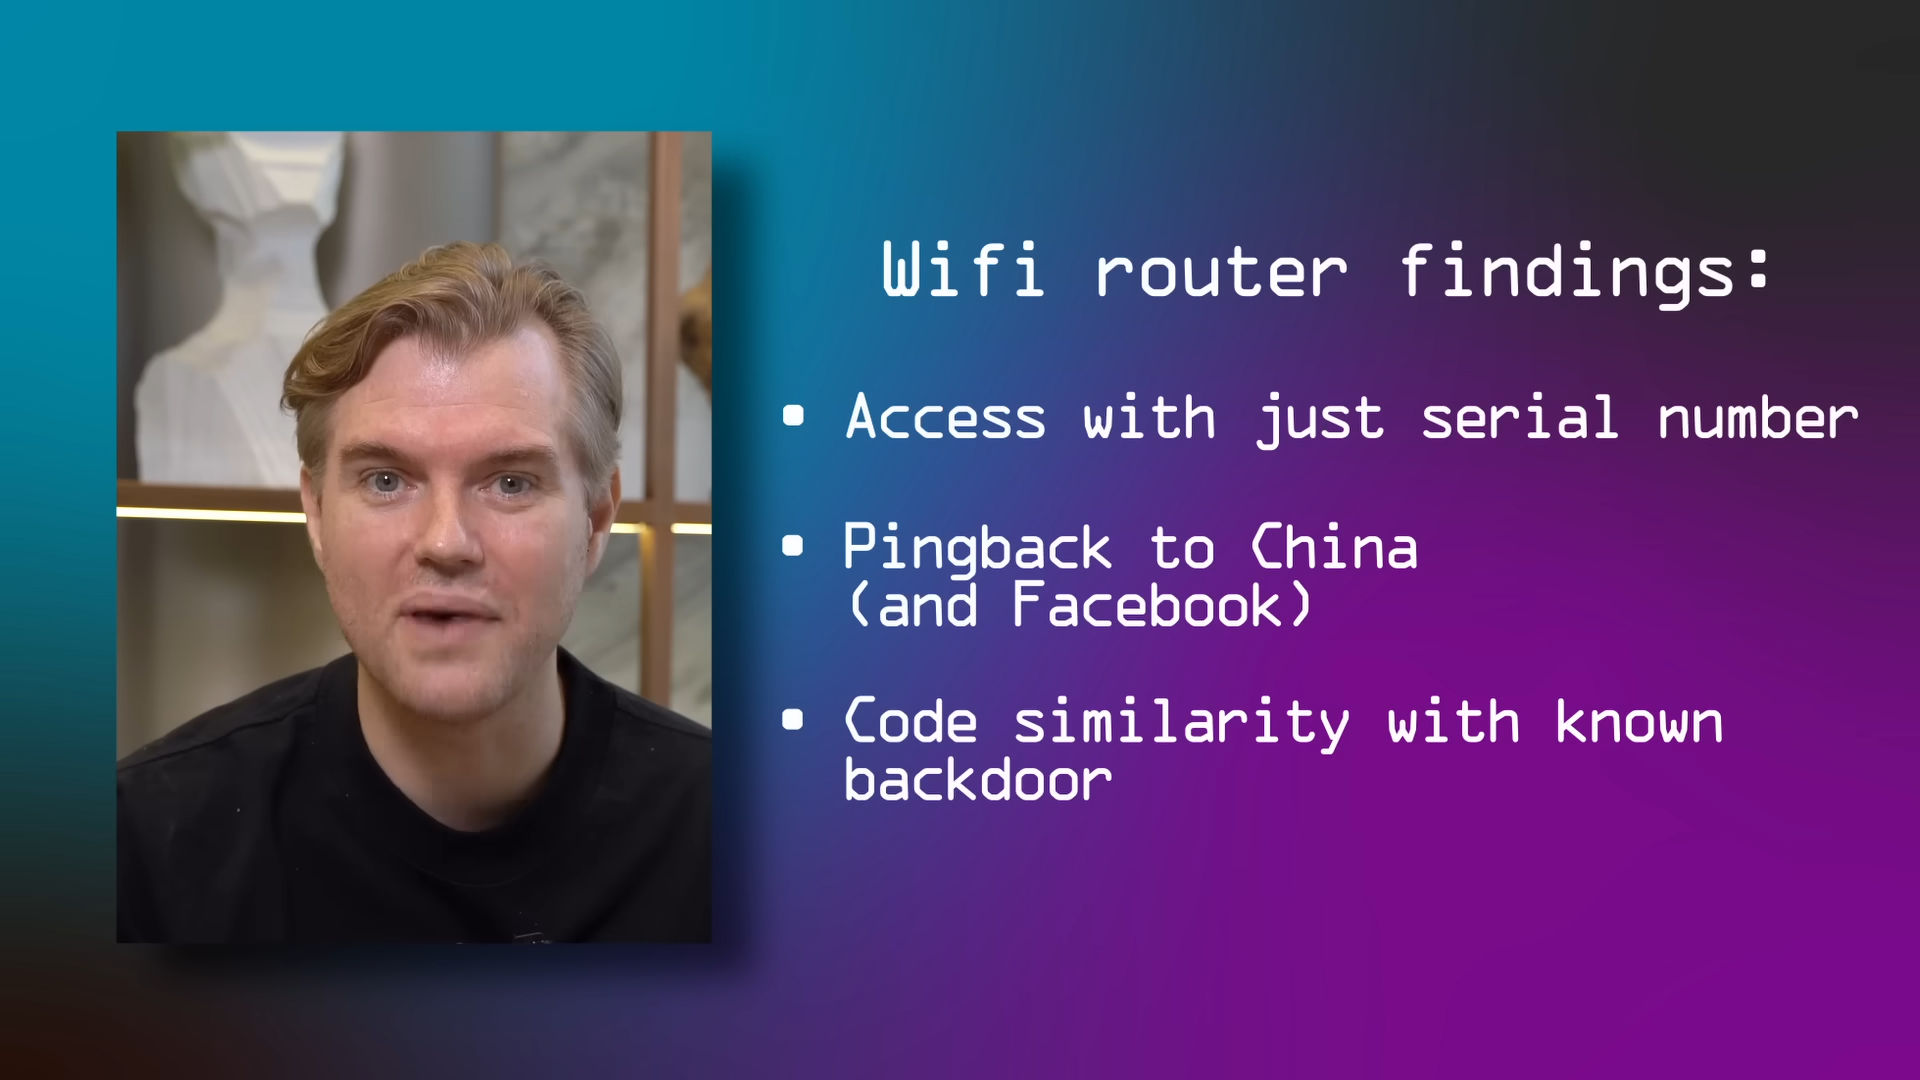 Wifi router findings:
▪ Access with just serial number
▪ Pingback to China
(and Facebook)
▪ Code similarity with known
backdoor